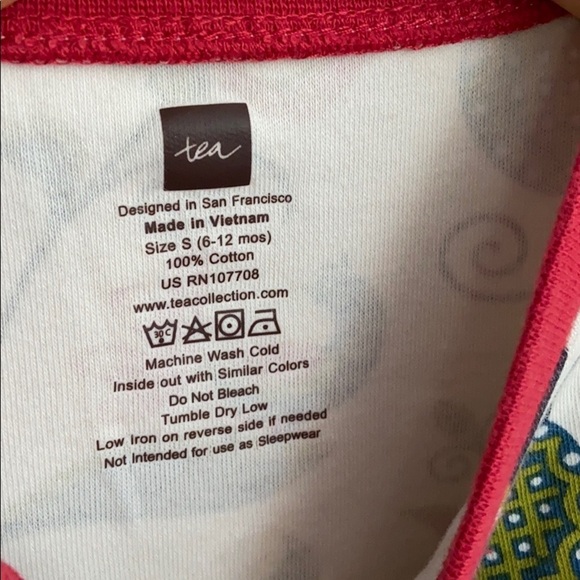 tea
Designed in San Francisco
Made in Vietnam
Size S (6-12 mos)
100% Cotton
US RN107708
www.teacollection.com
30 C
Machine Wash Cold
Inside out with Similar Colors
Do Not Bleach
Tumble Dry Low
Low Iron on reverse side if needed
Not Intended for use as Sleepwear